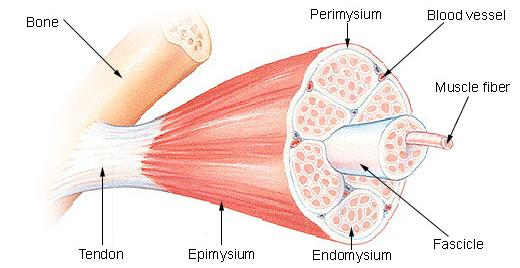 Perimysium
Blood vessel
Bone
Muscle fiber
Tendon
Epimysium
Endomysium
Fascicle